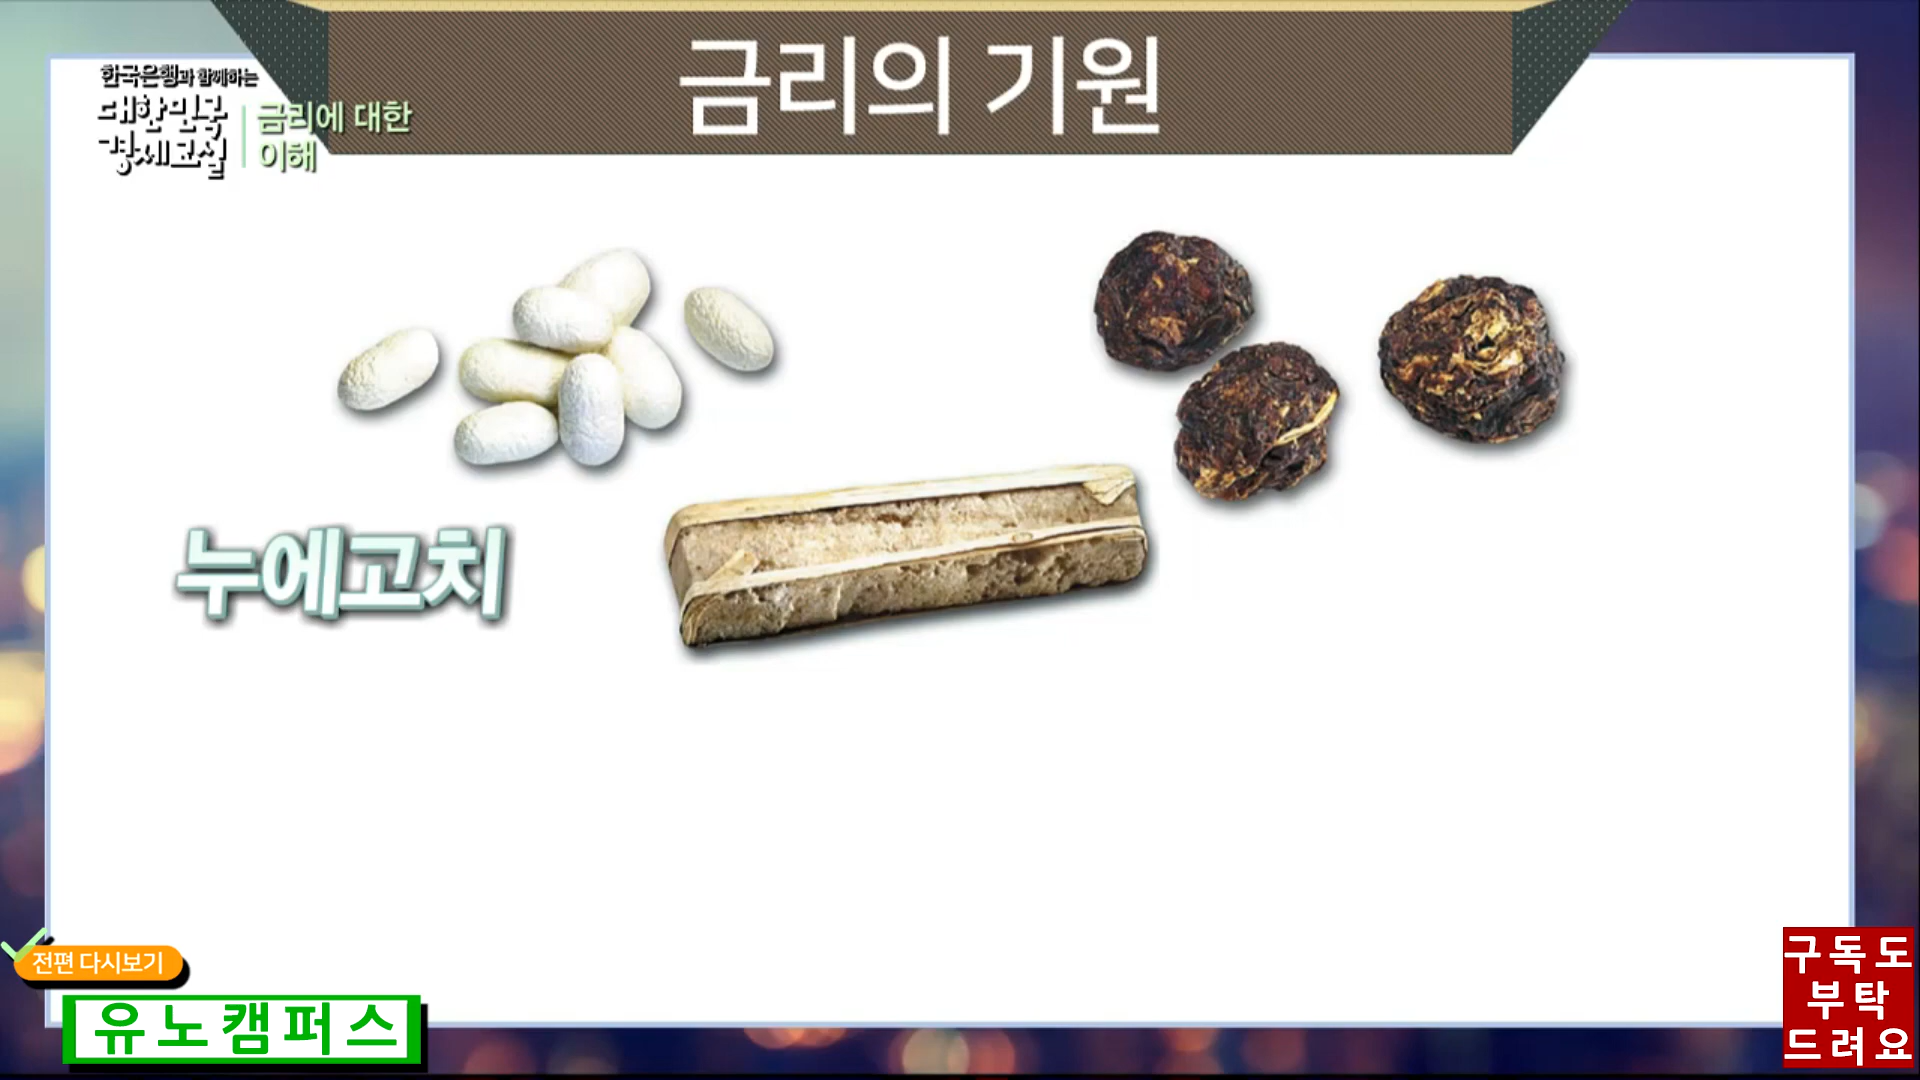 금리의 기원
한국은행과 함께하는
대한민국
경제교실
금리에 대한
이해
누에고치
전편 다시보기
유노캠퍼스
구독도
부탁
드려요